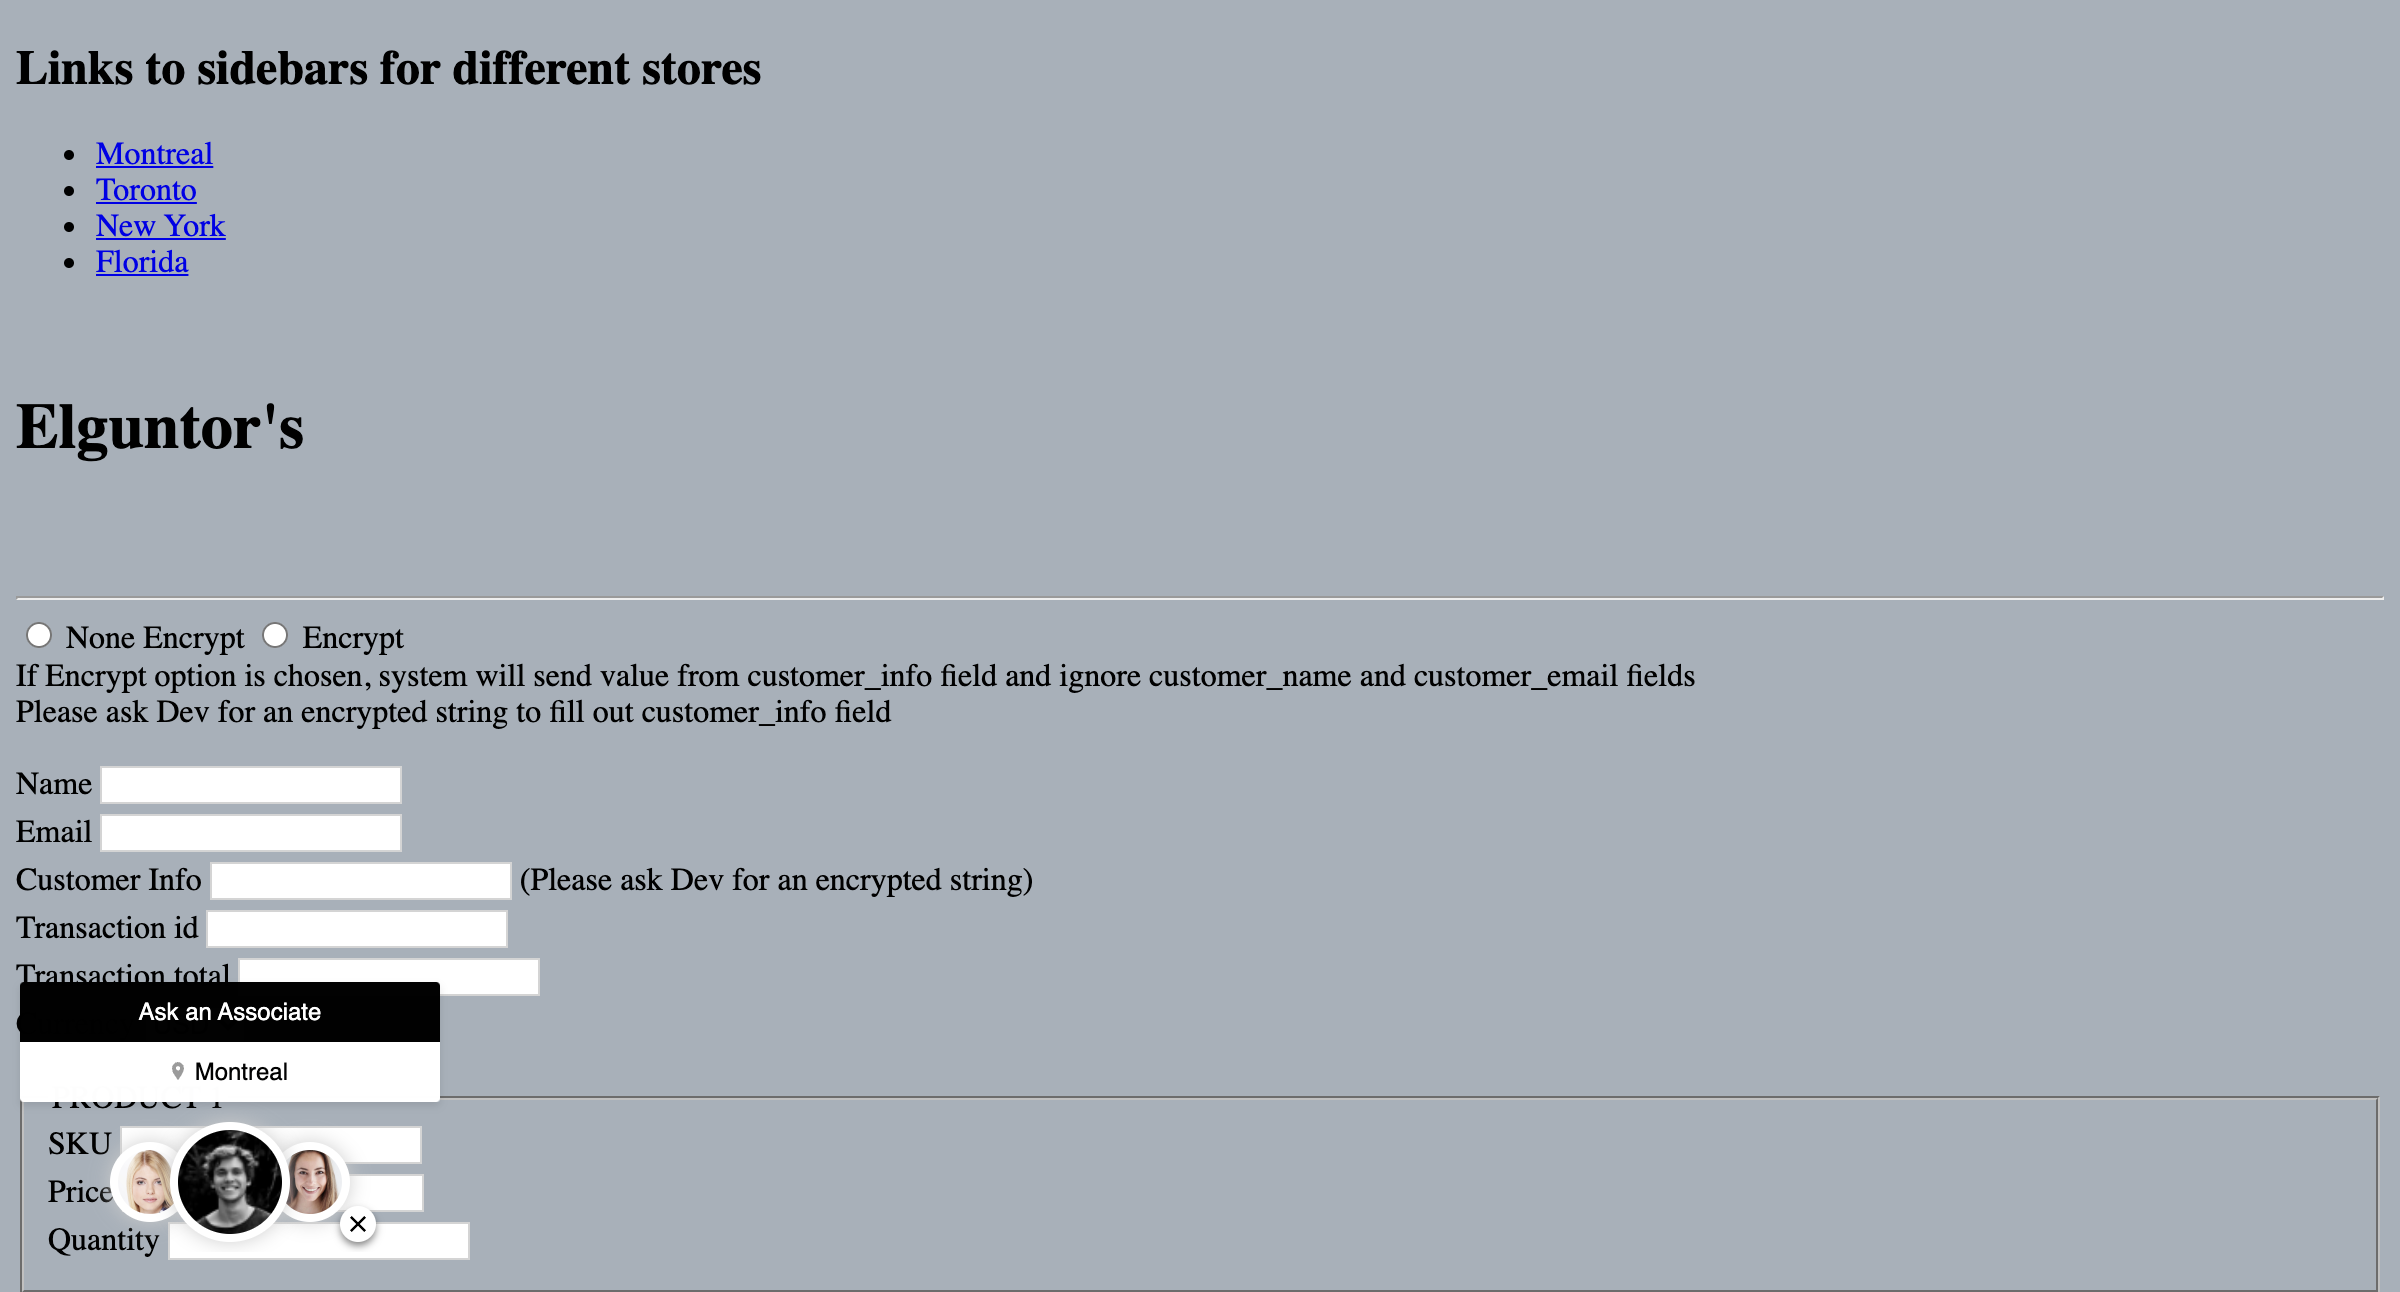 Links to sidebars for different stores
Montreal
Toronto
New York
Florida
Elguntor's
None Encrypt Encrypt
If Encrypt option is chosen, system will send value from customer_info field and ignore customer_name and customer_email fields
Please ask Dev for an encrypted string to fill out customer_info field
Name
Email
Customer Info (Please ask Dev for an encrypted string)
Transaction id
Transaction total
Ask an Associate
Montreal
PRODUCT 1
SKU
Price
Quantity